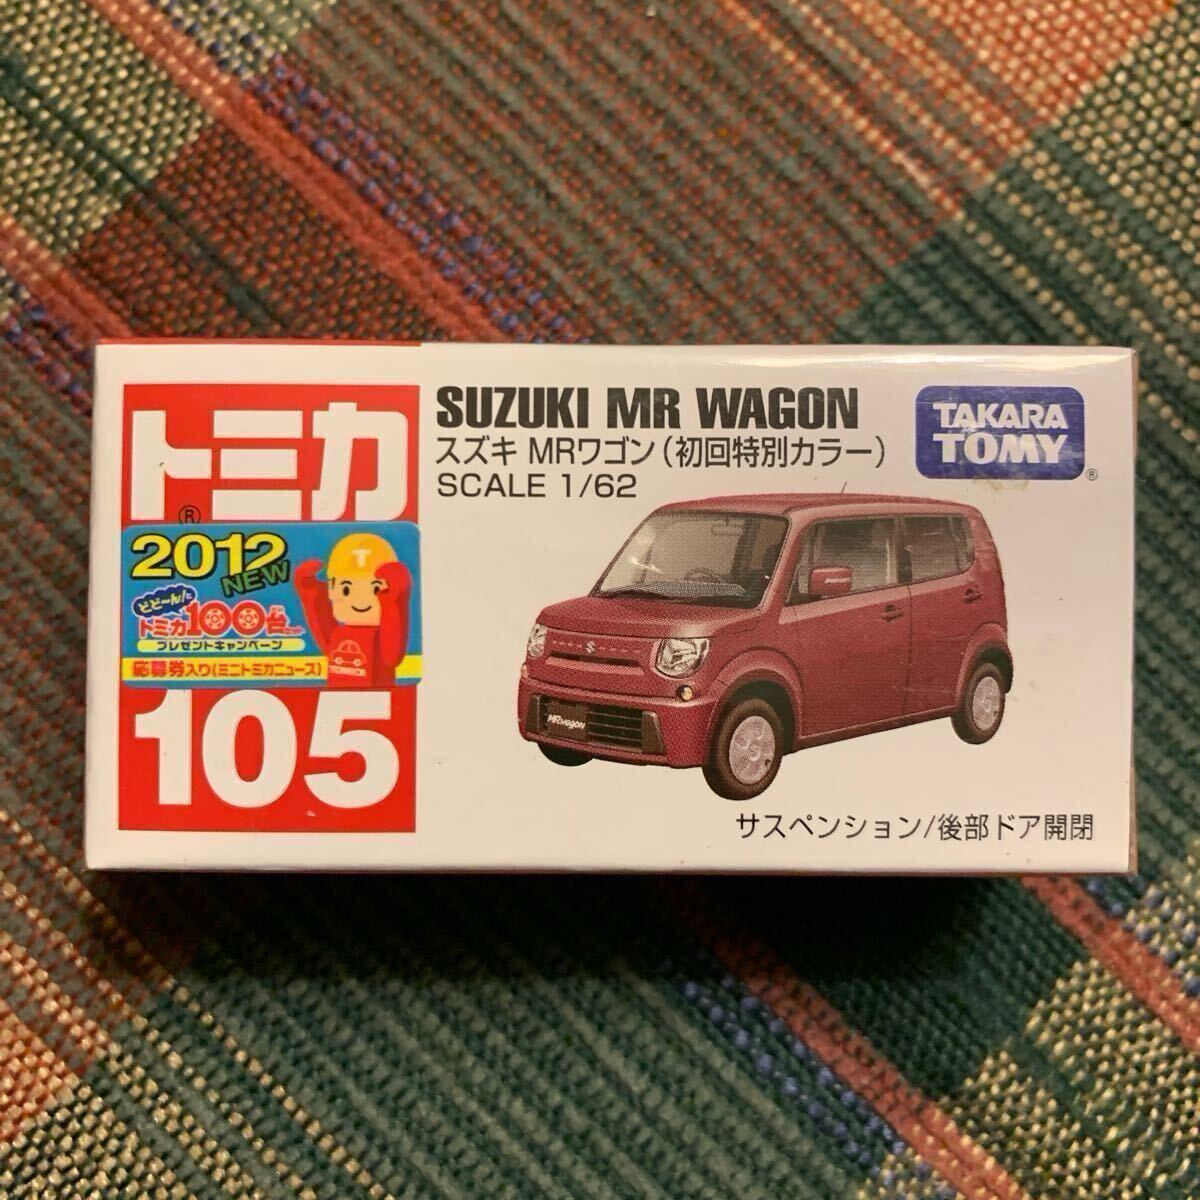 トミカ
®
2012
NEW
どど〜ん!と
トミカ100台セット
プレゼントキャンペーン
応募券入り(ミニトミカニュース)
T
TOMICA
105
SUZUKI MR WAGON
スズキ MRワゴン(初回特別カラー)
SCALE 1/62
TAKARA
TOMY
®
MRwagon
サスペンション/後部ドア開閉